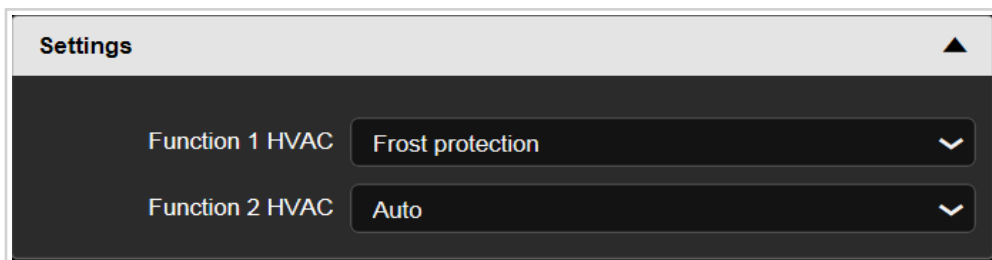 Settings
Function 1 HVAC Frost protection
Function 2 HVAC Auto